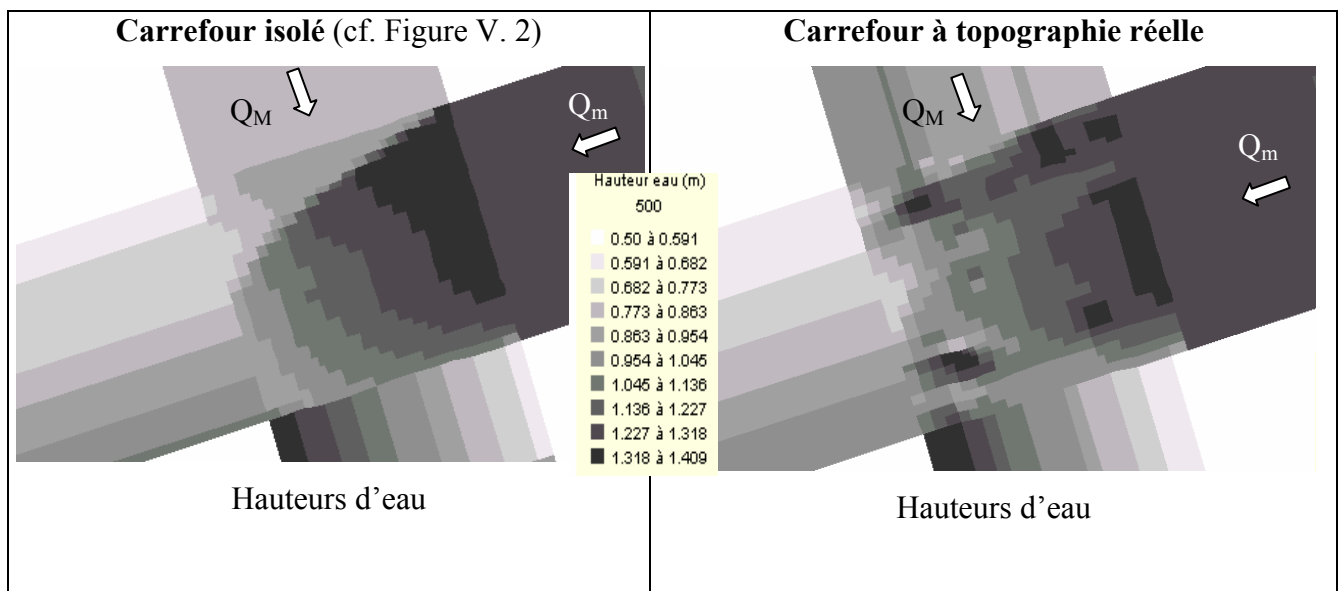 Carrefour isolé (cf. Figure V. 2)
Carrefour à topographie réelle
Q_M
Q_m
Q_M
Q_m
Hauteur eau (m)
500
0.50 à 0.591
0.591 à 0.682
0.682 à 0.773
0.773 à 0.863
0.863 à 0.954
0.954 à 1.045
1.045 à 1.136
1.136 à 1.227
1.227 à 1.318
1.318 à 1.409
Hauteurs d'eau
Hauteurs d'eau